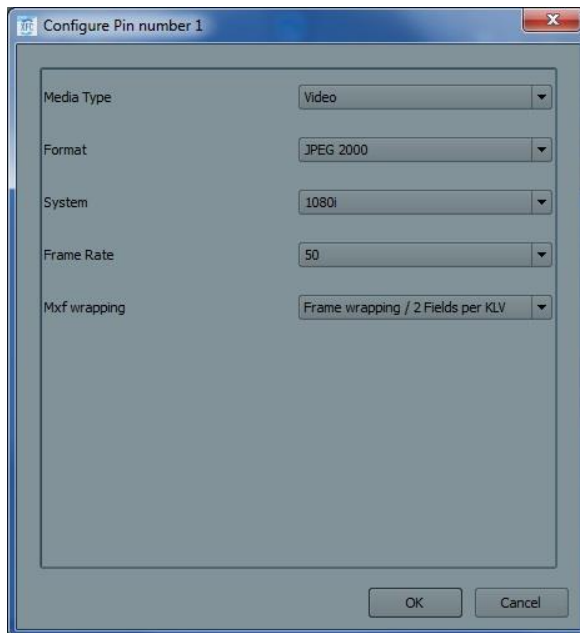 Configure Pin number 1
Media Type Video
Format JPEG 2000
System 1080i
Frame Rate 50
Mxf wrapping Frame wrapping / 2 Fields per KLV
OK Cancel